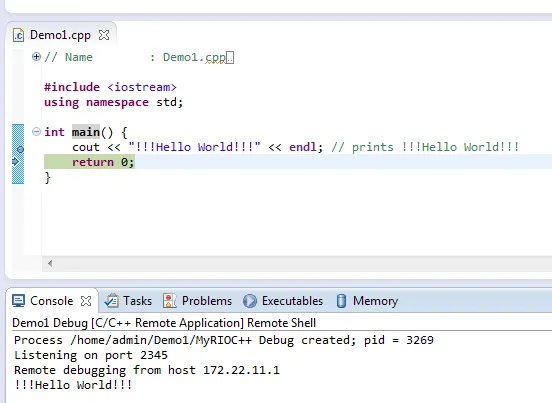 Demo1.cpp
// Name        : Demo1.cpp
#include <iostream>
using namespace std;
int main() {
cout << "!!!Hello World!!!" << endl; // prints !!!Hello World!!!
return 0;
}
Console Tasks Problems Executables Memory
Demo1 Debug [C/C++ Remote Application] Remote Shell
Process /home/admin/Demo1/MyRIOC++ Debug created; pid = 3269
Listening on port 2345
Remote debugging from host 172.22.11.1
!!!Hello World!!!